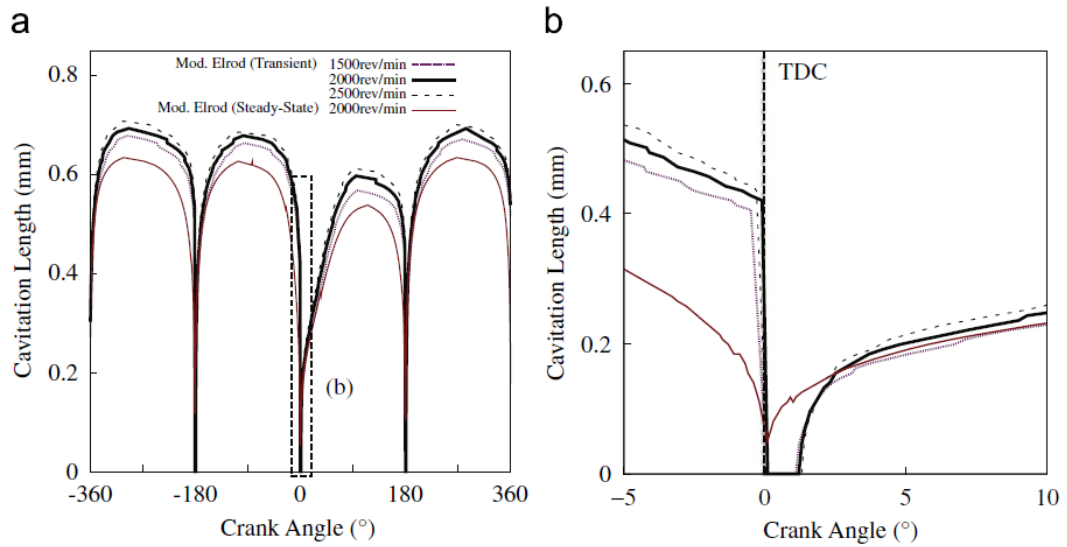 a
0.8
0.6
0.4
0.2
0
-360
-180
0
180
360
Cavitation Length (mm)
Crank Angle (°)
Mod. Elrod (Transient) 1500rev/min
2000rev/min
2500rev/min
Mod. Elrod (Steady-State) 2000rev/min
(b)
b
TDC
0.6
0.4
0.2
0
-5
0
5
10
Cavitation Length (mm)
Crank Angle (°)